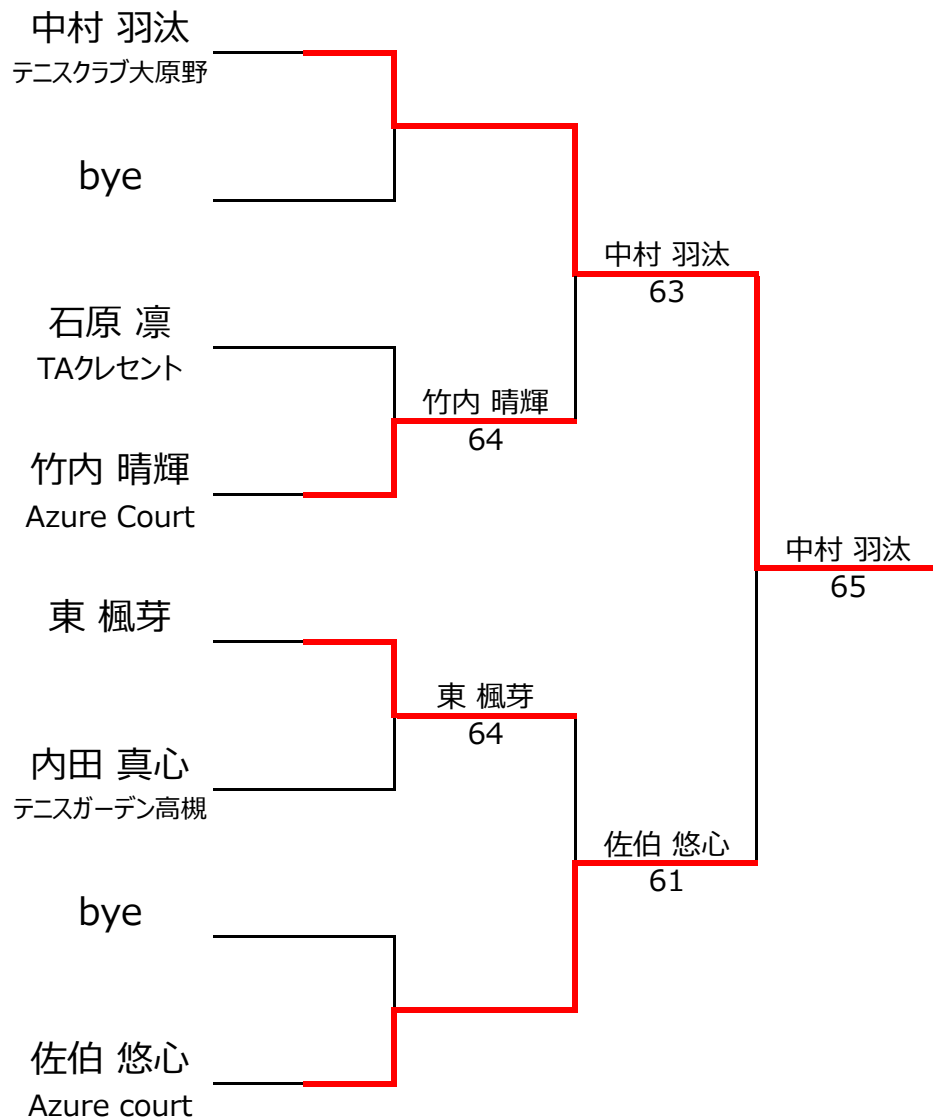 中村 羽汰
テニスクラブ大原野
bye
石原 凛
TAクレセント
竹内 晴輝
Azure Court
東 楓芽
内田 真心
テニスガーデン高槻
bye
佐伯 悠心
Azure court
竹内 晴輝
64
東 楓芽
64
中村 羽汰
63
佐伯 悠心
61
中村 羽汰
65